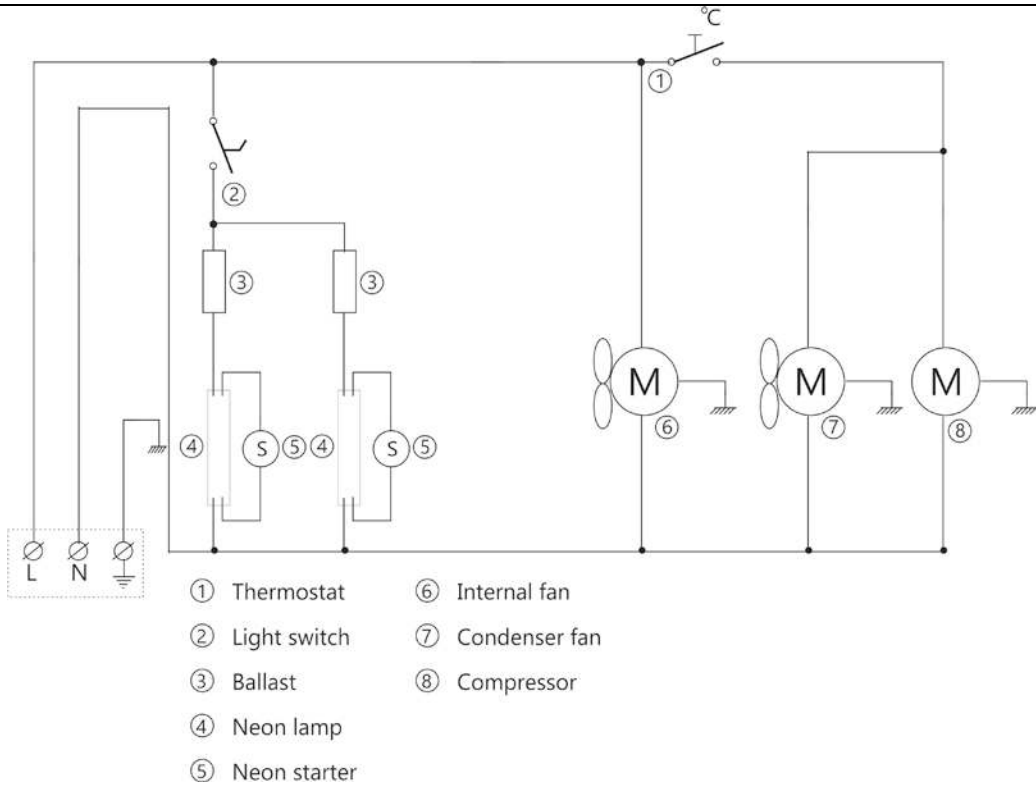 °C
①
②
③ ③
M M M
⑥ ⑦ ⑧
④ S ⑤ ④ S ⑤
L N
① Thermostat ⑥ Internal fan
② Light switch ⑦ Condenser fan
③ Ballast ⑧ Compressor
④ Neon lamp
⑤ Neon starter